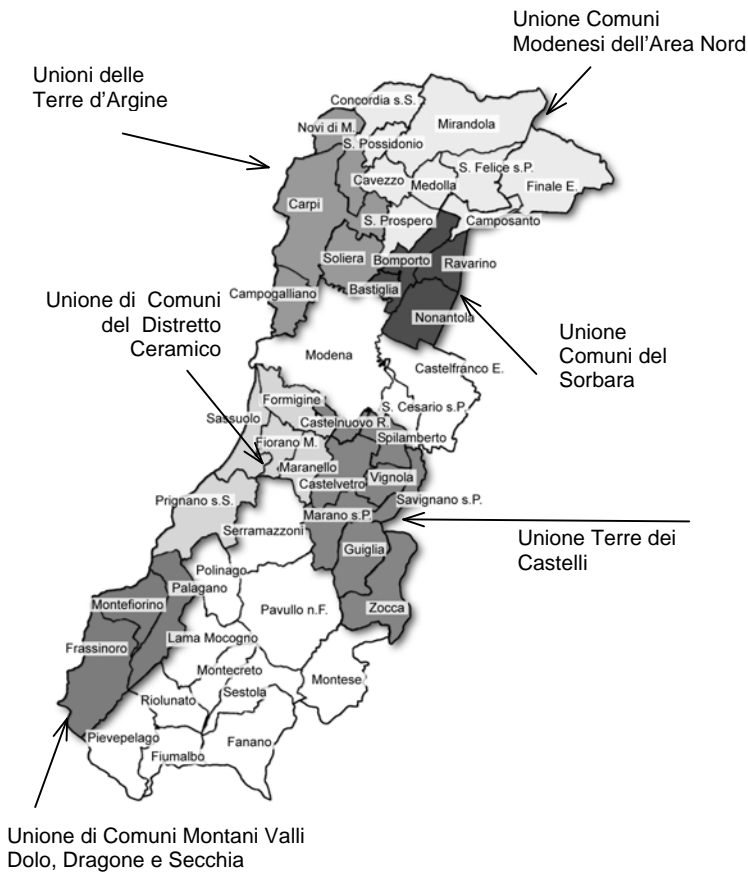 Unione Comuni
Modenesi dell'Area Nord
Unioni delle
Terre d'Argine
Concordia s.S.
Novi di M.
Mirandola
S. Possidonio
S. Felice s.P.
Cavezzo
Medolla
Finale E.
Carpi
S. Prospero
Camposanto
Soliera
Bomporto
Ravarino
Campogalliano
Bastiglia
Unione di Comuni
del Distretto
Ceramico
Nonantola
Unione
Comuni del
Sorbara
Modena
Castelfranco E.
Formigine
S. Cesario s.P.
Sassuolo
Castelnuovo R.
Fiorano M.
Spilamberto
Maranello
Castelvetro
Vignola
Prignano s.S.
Savignano s.P.
Marano s.P.
Serramazzoni
Unione Terre dei
Castelli
Guiglia
Polinago
Palagano
Montefiorino
Pavullo n.F.
Zocca
Frassinoro
Lama Mocogno
Montecreto
Montese
Sestola
Riolunato
Pievepelago
Fanano
Fiumalbo
Unione di Comuni Montani Valli
Dolo, Dragone e Secchia